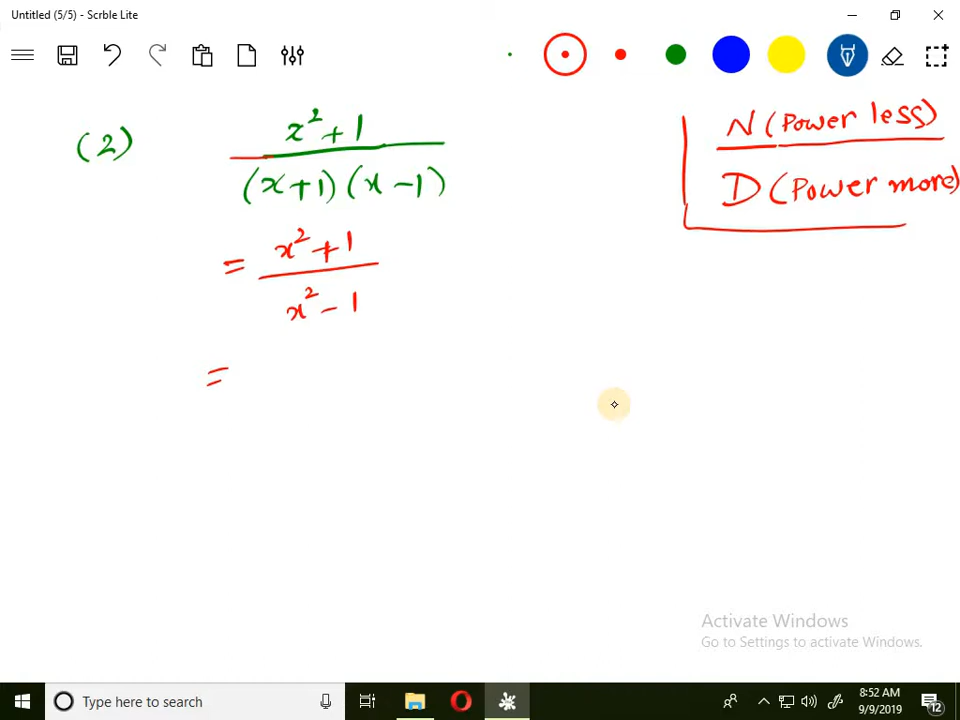 Untitled (5/5) - Scrble Lite
(2)
x² + 1
(x + 1) (x - 1)
= x² + 1
x² - 1
=
N (Power less)
D (Power more)
Activate Windows
Go to Settings to activate Windows.
Type here to search
8:52 AM
9/9/2019
12